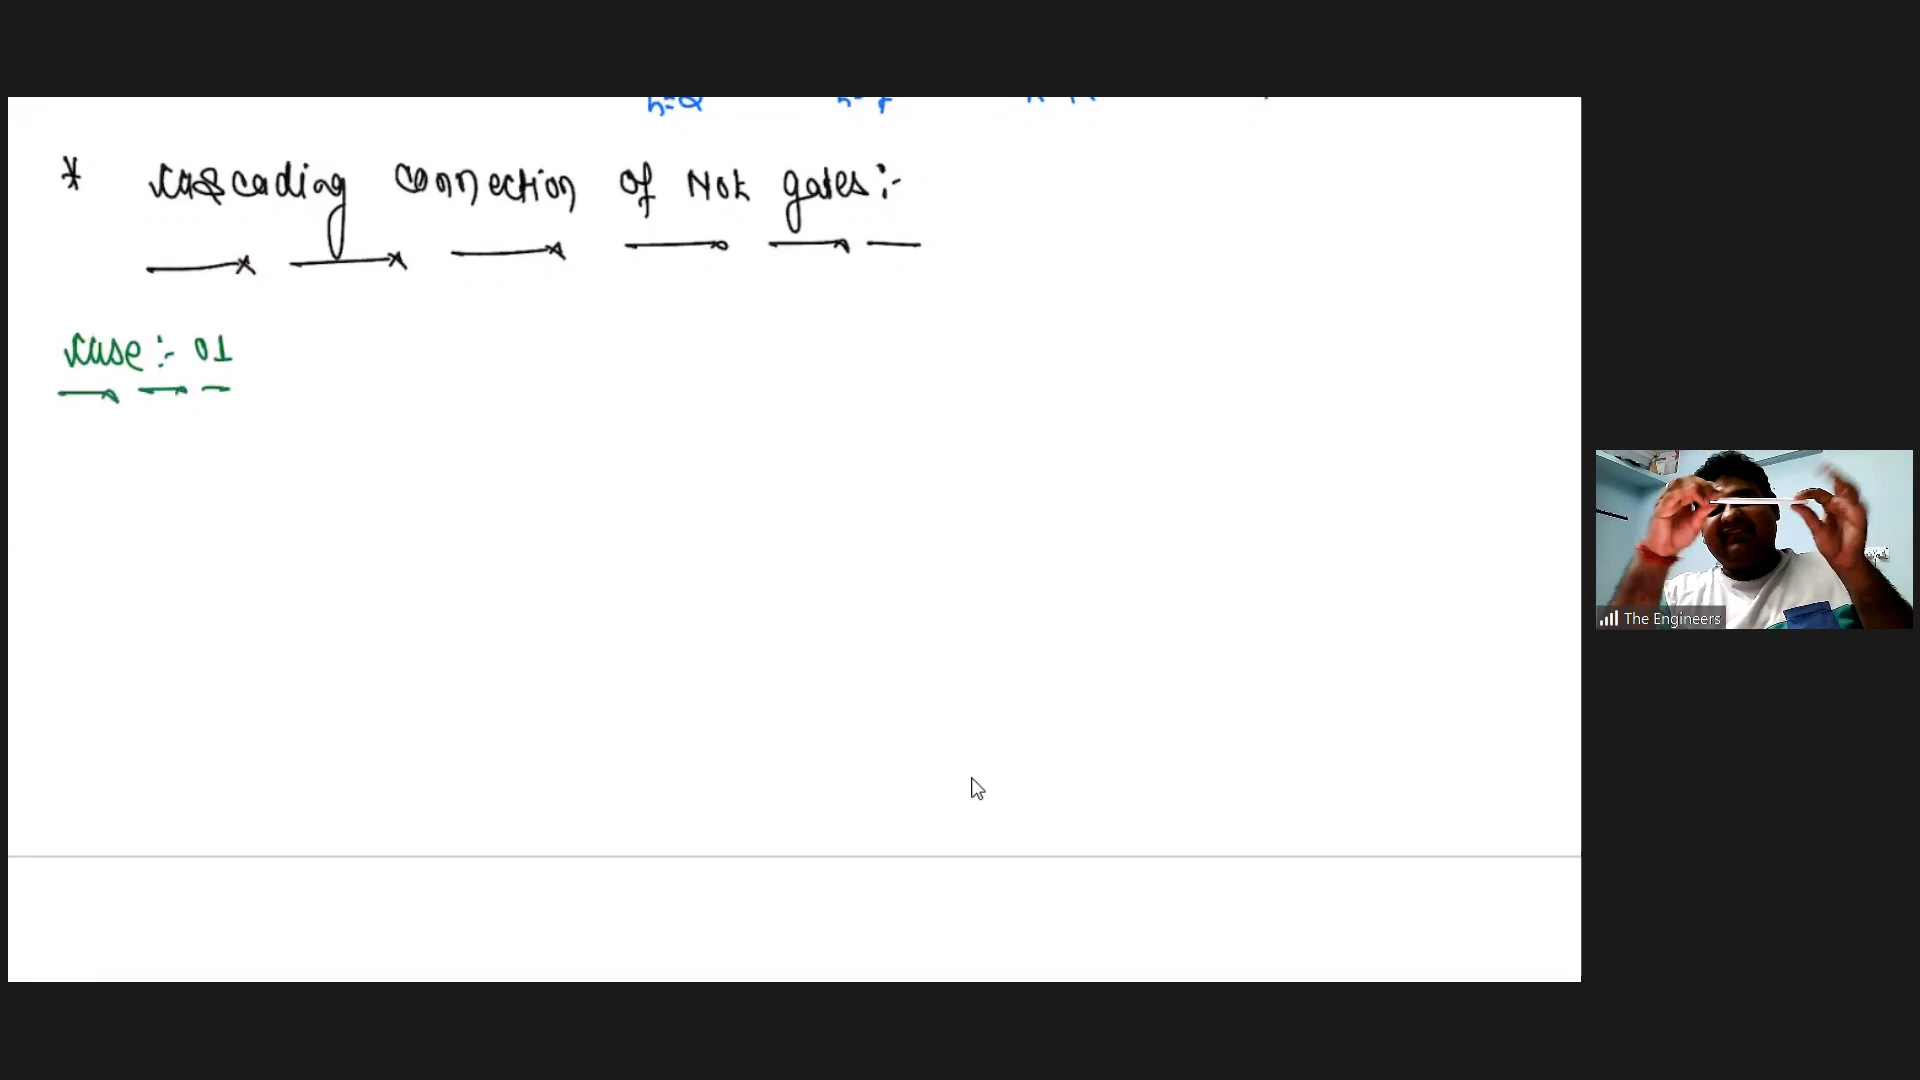 * Cascading connection of Not gates :-
Case :- 01
The Engineers